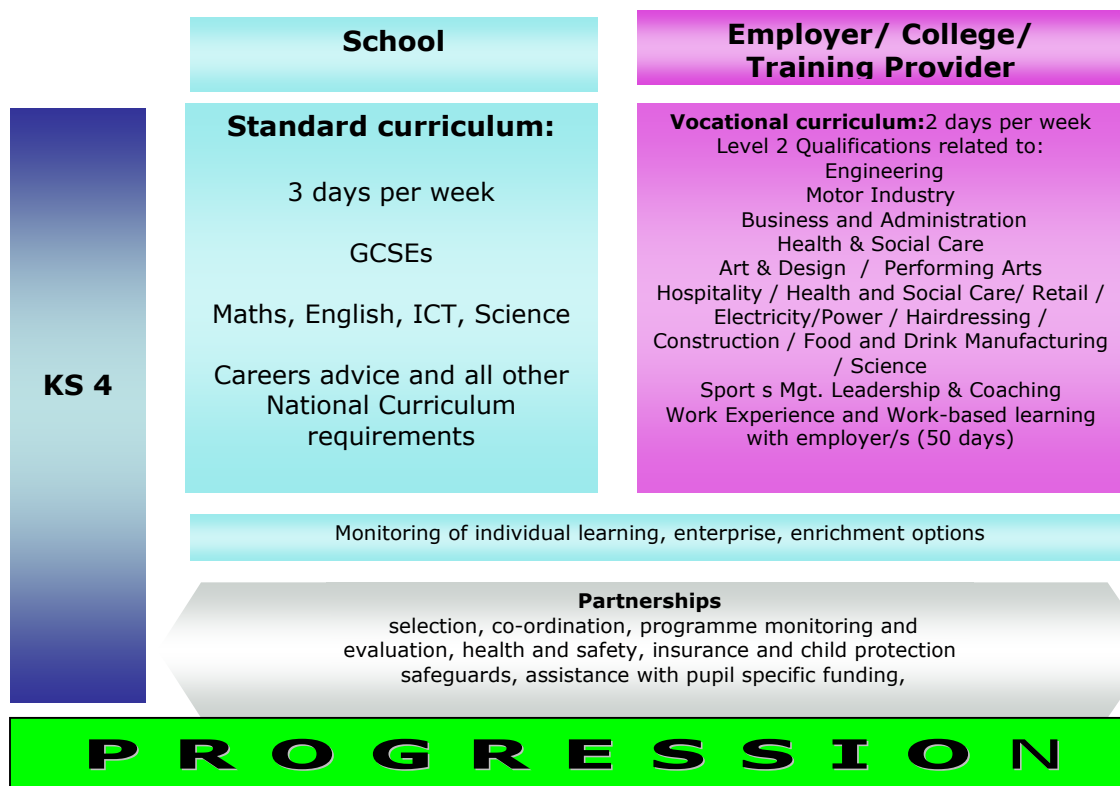 School
Employer/ College/
Training Provider
KS 4
Standard curriculum:
3 days per week
GCSEs
Maths, English, ICT, Science
Careers advice and all other
National Curriculum
requirements
Vocational curriculum:2 days per week
Level 2 Qualifications related to:
Engineering
Motor Industry
Business and Administration
Health & Social Care
Art & Design / Performing Arts
Hospitality / Health and Social Care/ Retail /
Electricity/Power / Hairdressing /
Construction / Food and Drink Manufacturing
/ Science
Sport s Mgt. Leadership & Coaching
Work Experience and Work-based learning
with employer/s (50 days)
Monitoring of individual learning, enterprise, enrichment options
Partnerships
selection, co-ordination, programme monitoring and
evaluation, health and safety, insurance and child protection
safeguards, assistance with pupil specific funding,
P R O G R E S S I O N